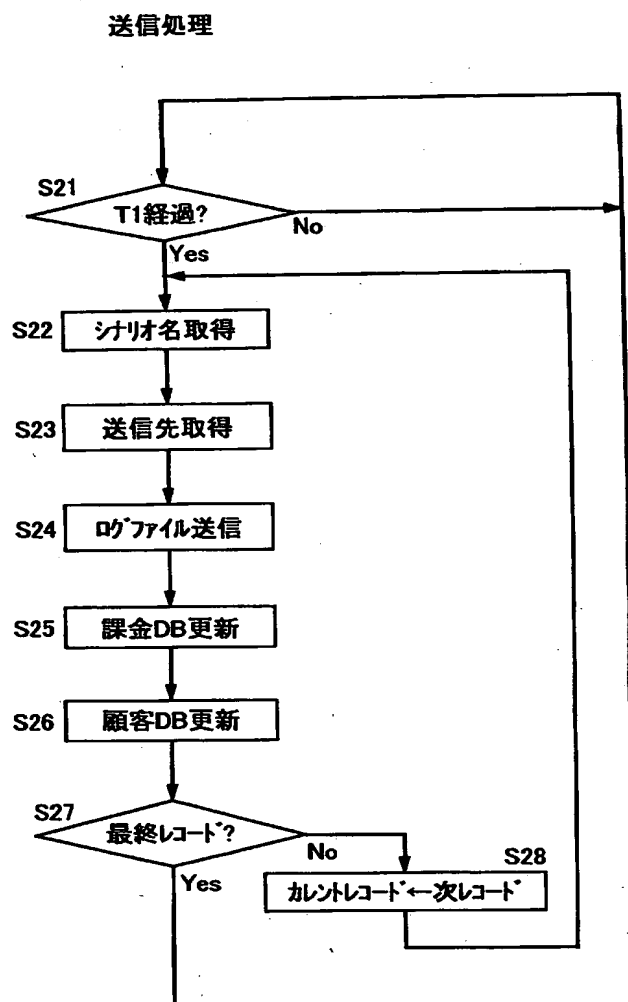 送信処理
S21
T1経過?
No
Yes
S22
ｼﾅﾘｵ名取得
S23
送信先取得
S24
ﾛｸﾞﾌｧｲﾙ送信
S25
課金DB更新
S26
顧客DB更新
S27
最終ﾚｺｰﾄﾞ?
No
Yes
S28
ｶﾚﾝﾄﾚｺｰﾄﾞ←次ﾚｺｰﾄﾞ